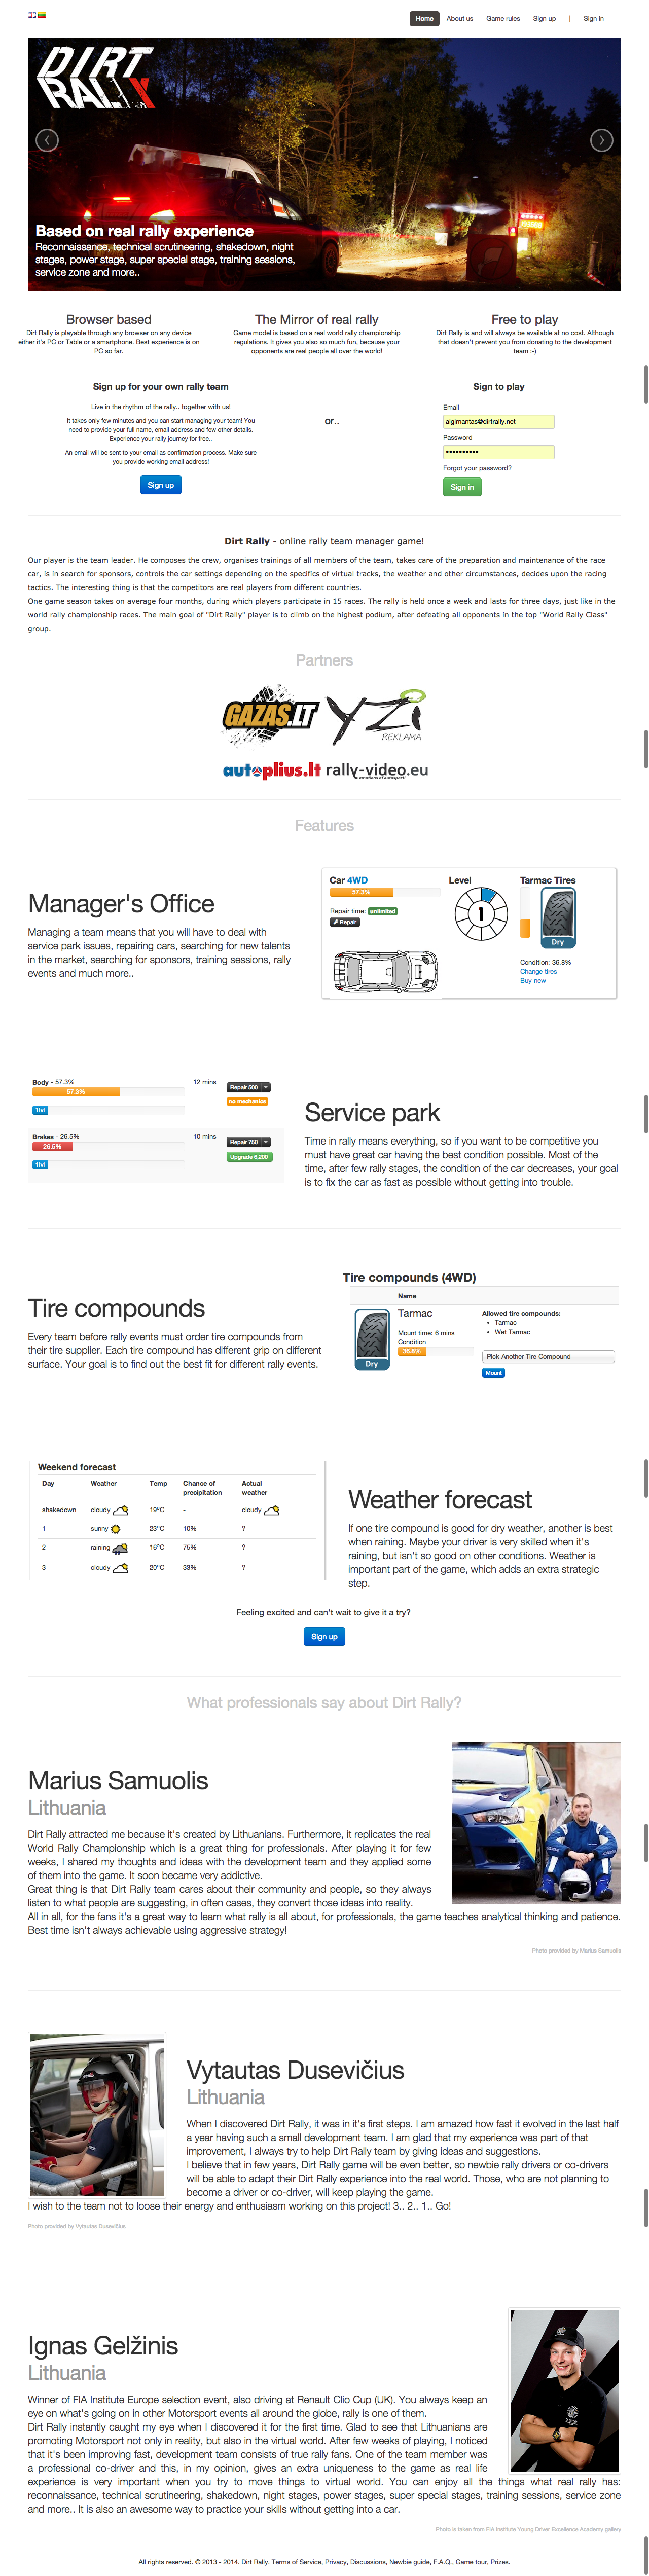 Home About us Game rules Sign up | Sign in
DIRT
RALLY
Based on real rally experience
Reconnaissance, technical scrutineering, shakedown, night
stages, power stage, super special stage, training sessions,
service zone and more..
Browser based
Dirt Rally is playable through any browser on any device
either it's PC or Table or a smartphone. Best experience is on
PC so far.
The Mirror of real rally
Game model is based on a real world rally championship
regulations. It gives you also so much fun, because your
opponents are real people all over the world!
Free to play
Dirt Rally is and will always be available at no cost. Although
that doesn't prevent you from donating to the development
team :-)
Sign up for your own rally team
Live in the rhythm of the rally.. together with us!
It takes only few minutes and you can start managing your team! You
need to provide your full name, email address and few other details.
Experience your rally journey for free..
An email will be sent to your email as confirmation process. Make sure
you provide working email address!
Sign up
or..
Sign to play
Email
algimantas@dirtrally.net
Password
••••••••••
Forgot your password?
Sign in
Dirt Rally - online rally team manager game!
Our player is the team leader. He composes the crew, organises trainings of all members of the team, takes care of the preparation and maintenance of the race
car, is in search for sponsors, controls the car settings depending on the specifics of virtual tracks, the weather and other circumstances, decides upon the racing
tactics. The interesting thing is that the competitors are real players from different countries.
One game season takes on average four months, during which players participate in 15 races. The rally is held once a week and lasts for three days, just like in the
world rally championship races. The main goal of "Dirt Rally" player is to climb on the highest podium, after defeating all opponents in the top "World Rally Class"
group.
Partners
GAZAS.LT
YZI
REKLAMA
autoplius.lt
rally-video.eu
emotions of autosport!
Features
Manager's Office
Managing a team means that you will have to deal with
service park issues, repairing cars, searching for new talents
in the market, searching for sponsors, training sessions, rally
events and much more..
Car 4WD
57.3%
Repair time: unlimited
Repair
Level
1
Tarmac Tires
Dry
Condition: 36.8%
Change tires
Buy new
Body - 57.3% 12 mins
57.3%
Repair 500
no mechanics
1lvl
Brakes - 26.5% 10 mins
26.5%
Repair 750
Upgrade 6,200
1lvl
Service park
Time in rally means everything, so if you want to be competitive you
must have great car having the best condition possible. Most of the
time, after few rally stages, the condition of the car decreases, your goal
is to fix the car as fast as possible without getting into trouble.
Tire compounds
Every team before rally events must order tire compounds from
their tire supplier. Each tire compound has different grip on different
surface. Your goal is to find out the best fit for different rally events.
Tire compounds (4WD)
Name
Dry
Tarmac
Mount time: 6 mins
Condition
36.8%
Allowed tire compounds:
• Tarmac
• Wet Tarmac
Pick Another Tire Compound
Mount
Weekend forecast
Day Weather Temp Chance of precipitation Actual weather
shakedown cloudy 19°C - cloudy
1 sunny 23°C 10% ?
2 raining 16°C 75% ?
3 cloudy 20°C 33% ?
Weather forecast
If one tire compound is good for dry weather, another is best
when raining. Maybe your driver is very skilled when it's
raining, but isn't so good on other conditions. Weather is
important part of the game, which adds an extra strategic
step.
Feeling excited and can't wait to give it a try?
Sign up
What professionals say about Dirt Rally?
Marius Samuolis
Lithuania
Dirt Rally attracted me because it's created by Lithuanians. Furthermore, it replicates the real
World Rally Championship which is a great thing for professionals. After playing it for few
weeks, I shared my thoughts and ideas with the development team and they applied some
of them into the game. It soon became very addictive.
Great thing is that Dirt Rally team cares about their community and people, so they always
listen to what people are suggesting, in often cases, they convert those ideas into reality.
All in all, for the fans it's a great way to learn what rally is all about, for professionals, the game teaches analytical thinking and patience.
Best time isn't always achievable using aggressive strategy!
Photo provided by Marius Samuolis
Vytautas Dusevičius
Lithuania
When I discovered Dirt Rally, it was in it's first steps. I am amazed how fast it evolved in the last half
a year having such a small development team. I am glad that my experience was part of that
improvement, I always try to help Dirt Rally team by giving ideas and suggestions.
I believe that in few years, Dirt Rally game will be even better, so newbie rally drivers or co-drivers
will be able to adapt their Dirt Rally experience into the real world. Those, who are not planning to
become a driver or co-driver, will keep playing the game.
I wish to the team not to loose their energy and enthusiasm working on this project! 3.. 2.. 1.. Go!
Photo provided by Vytautas Dusevičius
Ignas Gelžinis
Lithuania
Winner of FIA Institute Europe selection event, also driving at Renault Clio Cup (UK). You always keep an
eye on what's going on in other Motorsport events all around the globe, rally is one of them.
Dirt Rally instantly caught my eye when I discovered it for the first time. Glad to see that Lithuanians are
promoting Motorsport not only in reality, but also in the virtual world. After few weeks of playing, I noticed
that it's been improving fast, development team consists of true rally fans. One of the team member was
a professional co-driver and this, in my opinion, gives an extra uniqueness to the game as real life
experience is very important when you try to move things to virtual world. You can enjoy all the things what real rally has:
reconnaissance, technical scrutineering, shakedown, night stages, power stages, super special stages, training sessions, service zone
and more.. It is also an awesome way to practice your skills without getting into a car.
Photo is taken from FIA Institute Young Driver Excellence Academy gallery
All rights reserved. © 2013 - 2014. Dirt Rally. Terms of Service, Privacy, Discussions, Newbie guide, F.A.Q., Game tour, Prizes.